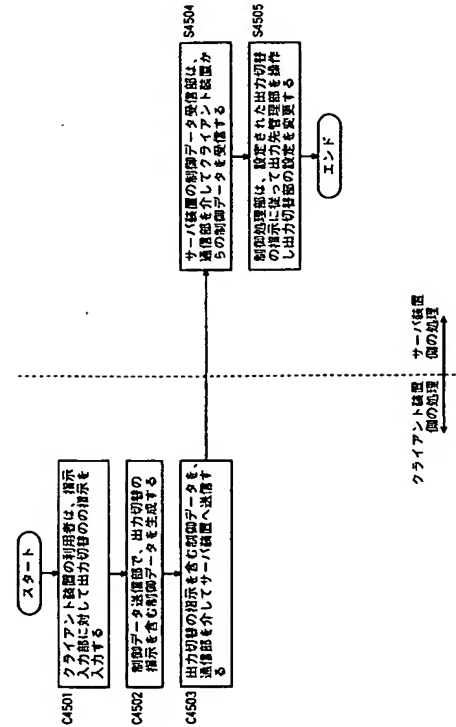 スタート
C4501
クライアント装置の利用者は、指示
入力部に対して出力切替のの指示を
入力する
C4502
制御データ送信部で、出力切替の
指示を含む制御データを生成する
C4503
出力切替の指示を含む制御データを、
通信部を介してサーバ装置へ送信す
る
S4504
サーバ装置の制御データ受信部は、
通信部を介してクライアント装置か
らの制御データを受信する
S4505
制御処理部は、設定された出力切替
の指示に従って出力先管理部を操作
し出力切替部の設定を変更する
エンド
クライアント装置
側の処理
サーバ装置
側の処理